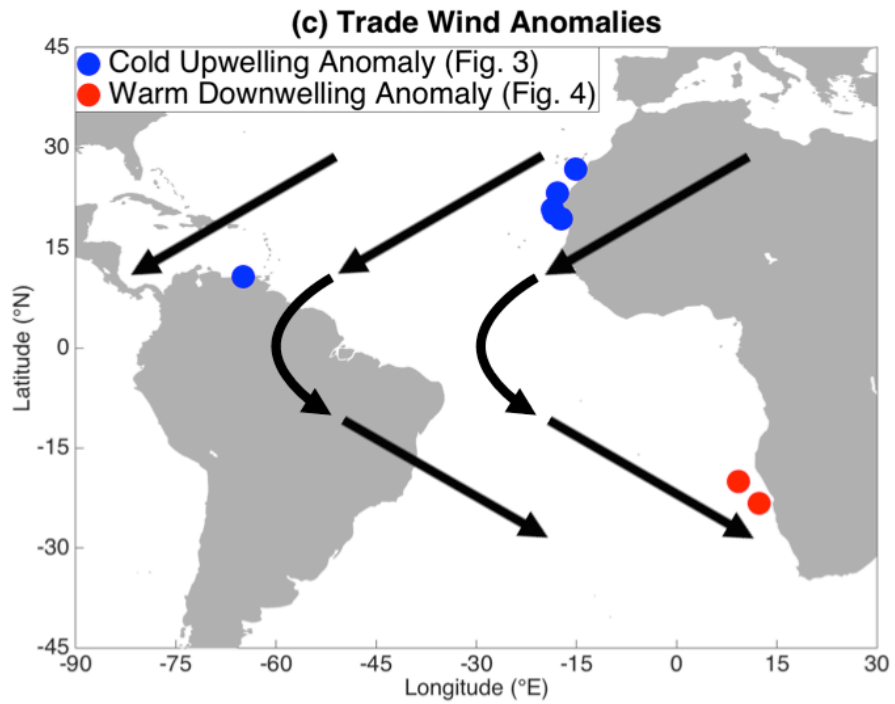 (c) Trade Wind Anomalies
Cold Upwelling Anomaly (Fig. 3)
Warm Downwelling Anomaly (Fig. 4)
45
30
15
0
-15
-30
-45
Latitude (°N)
-90 -75 -60 -45 -30 -15 0 15 30
Longitude (°E)